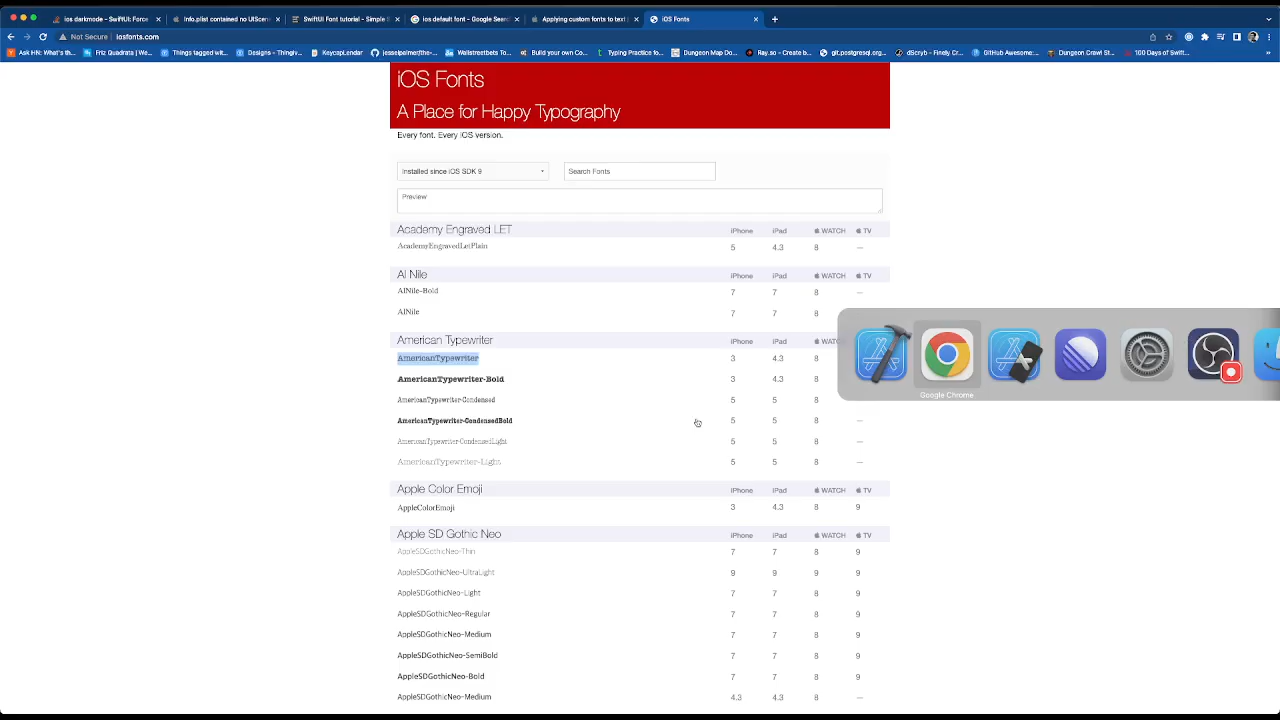 ios darkmode - SwiftUI: Force
Info.plist contained no UIScene
SwiftUI Font tutorial - Simple S
ios default font - Google Search
Applying custom fonts to text |
iOS Fonts
Not Secure | iosfonts.com
Ask HN: What's th...
Fritz Quadrata | We...
Things tagged wit...
Designs - Thingiv...
KeycapLendar
jesselpalmer/the-...
Wallstreetbets To...
Build your own Co...
Typing Practice fo...
Dungeon Map Do...
Ray.so - Create b...
git.postgresql.org...
dScryb – Finely Cr...
GitHub Awesome:...
Dungeon Crawl St...
100 Days of Swift...
iOS Fonts
A Place for Happy Typography
Every font. Every iOS version.
Installed since iOS SDK 9
Search Fonts
Preview
Academy Engraved LET iPhone iPad WATCH TV
AcademyEngravedLetPlain 5 4.3 8 —
Al Nile iPhone iPad WATCH TV
AlNile-Bold 7 7 8 —
AlNile 7 7 8
American Typewriter iPhone iPad WATCH
AmericanTypewriter 3 4.3 8
AmericanTypewriter-Bold 3 4.3 8
AmericanTypewriter-Condensed 5 5 8
AmericanTypewriter-CondensedBold 5 5 8 —
AmericanTypewriter-CondensedLight 5 5 8 —
AmericanTypewriter-Light 5 5 8 —
Google Chrome
Apple Color Emoji iPhone iPad WATCH TV
AppleColorEmoji 3 4.3 8 9
Apple SD Gothic Neo iPhone iPad WATCH TV
AppleSDGothicNeo-Thin 7 7 8 9
AppleSDGothicNeo-UltraLight 9 9 9 9
AppleSDGothicNeo-Light 7 7 8 9
AppleSDGothicNeo-Regular 7 7 8 9
AppleSDGothicNeo-Medium 7 7 8 9
AppleSDGothicNeo-SemiBold 7 7 8 9
AppleSDGothicNeo-Bold 7 7 8 9
AppleSDGothicNeo-Medium 4.3 4.3 8 —